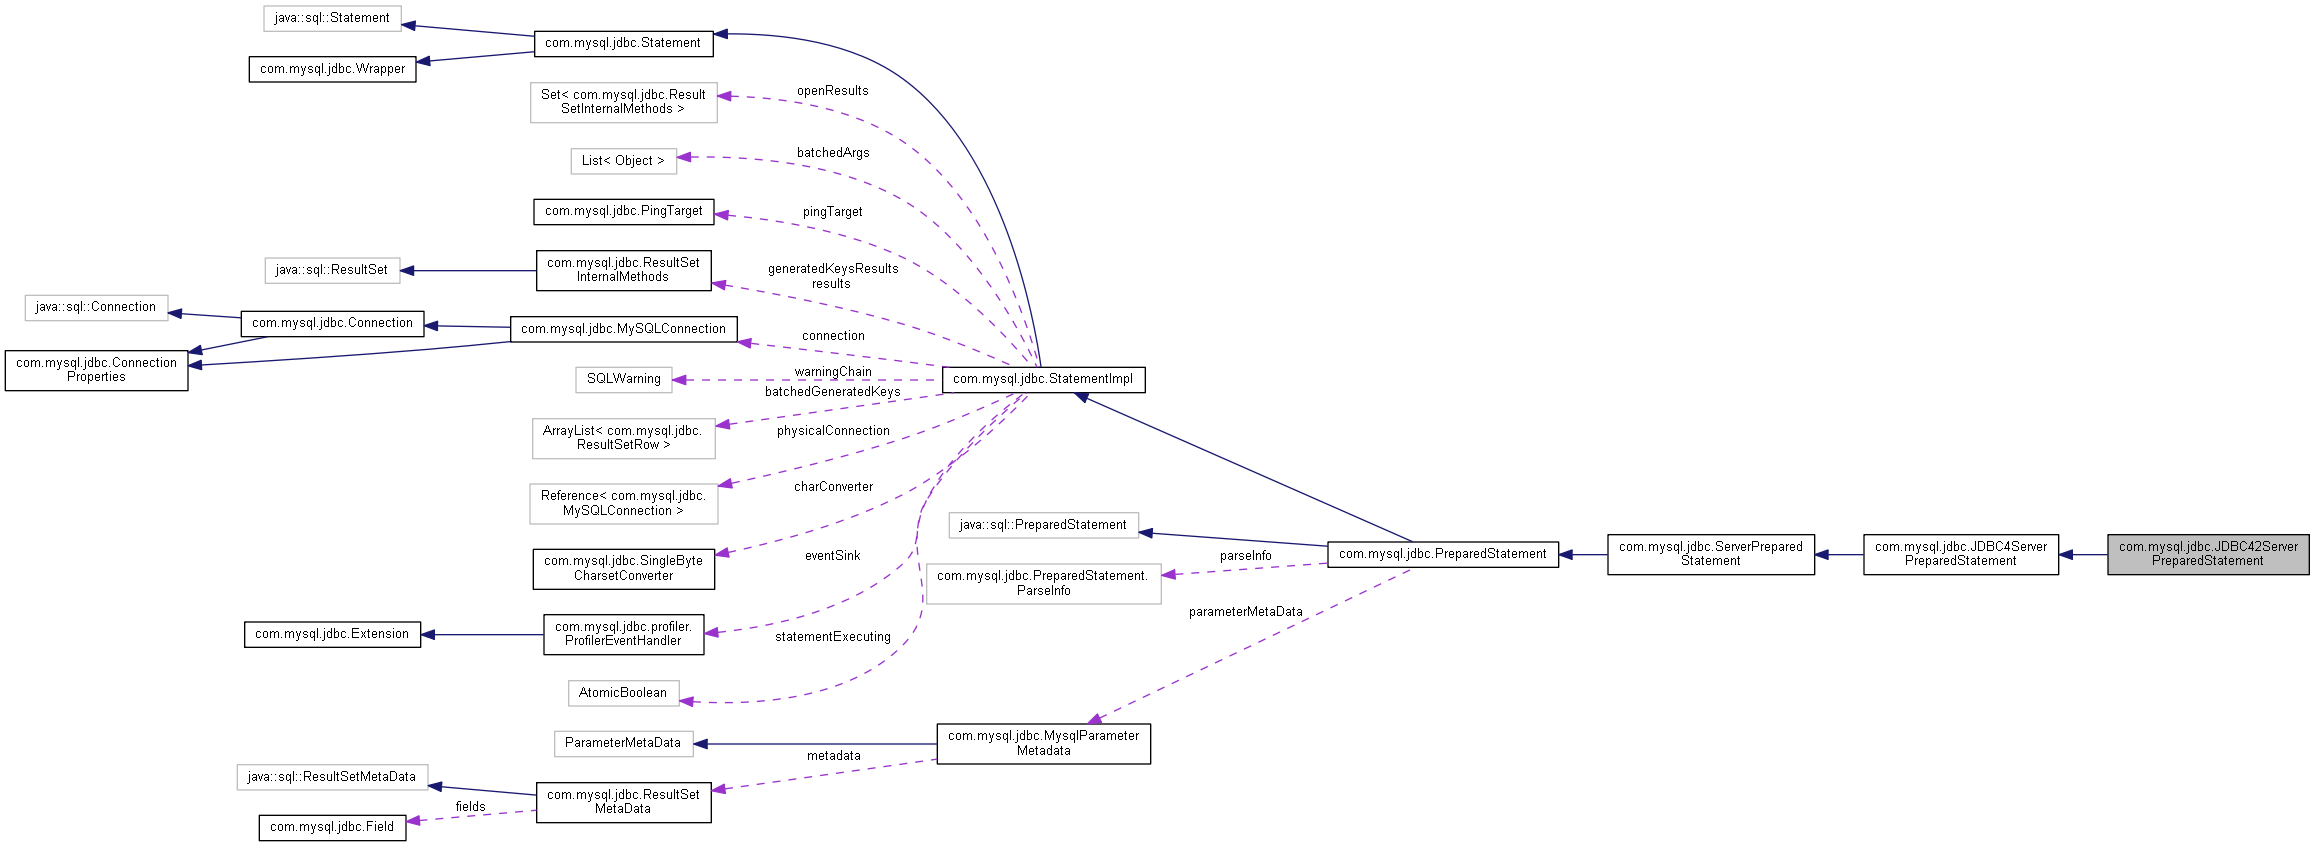 java::sql::Statement
com.mysql.jdbc.Statement
com.mysql.jdbc.Wrapper
Set< com.mysql.jdbc.Result
SetInternalMethods >
openResults
List< Object >
batchedArgs
com.mysql.jdbc.PingTarget
pingTarget
java::sql::ResultSet
com.mysql.jdbc.ResultSet
InternalMethods
generatedKeysResults
results
java::sql::Connection
com.mysql.jdbc.Connection
com.mysql.jdbc.MySQLConnection
connection
com.mysql.jdbc.Connection
Properties
SQLWarning
warningChain
com.mysql.jdbc.StatementImpl
batchedGeneratedKeys
ArrayList< com.mysql.jdbc.
ResultSetRow >
physicalConnection
Reference< com.mysql.jdbc.
MySQLConnection >
charConverter
com.mysql.jdbc.SingleByte
CharsetConverter
eventSink
java::sql::PreparedStatement
com.mysql.jdbc.PreparedStatement.
ParseInfo
parseInfo
com.mysql.jdbc.PreparedStatement
com.mysql.jdbc.ServerPrepared
Statement
com.mysql.jdbc.JDBC4Server
PreparedStatement
com.mysql.jdbc.JDBC42Server
PreparedStatement
parameterMetaData
com.mysql.jdbc.Extension
com.mysql.jdbc.profiler.
ProfilerEventHandler
statementExecuting
AtomicBoolean
ParameterMetaData
com.mysql.jdbc.MysqlParameter
Metadata
metadata
java::sql::ResultSetMetaData
com.mysql.jdbc.ResultSet
MetaData
fields
com.mysql.jdbc.Field